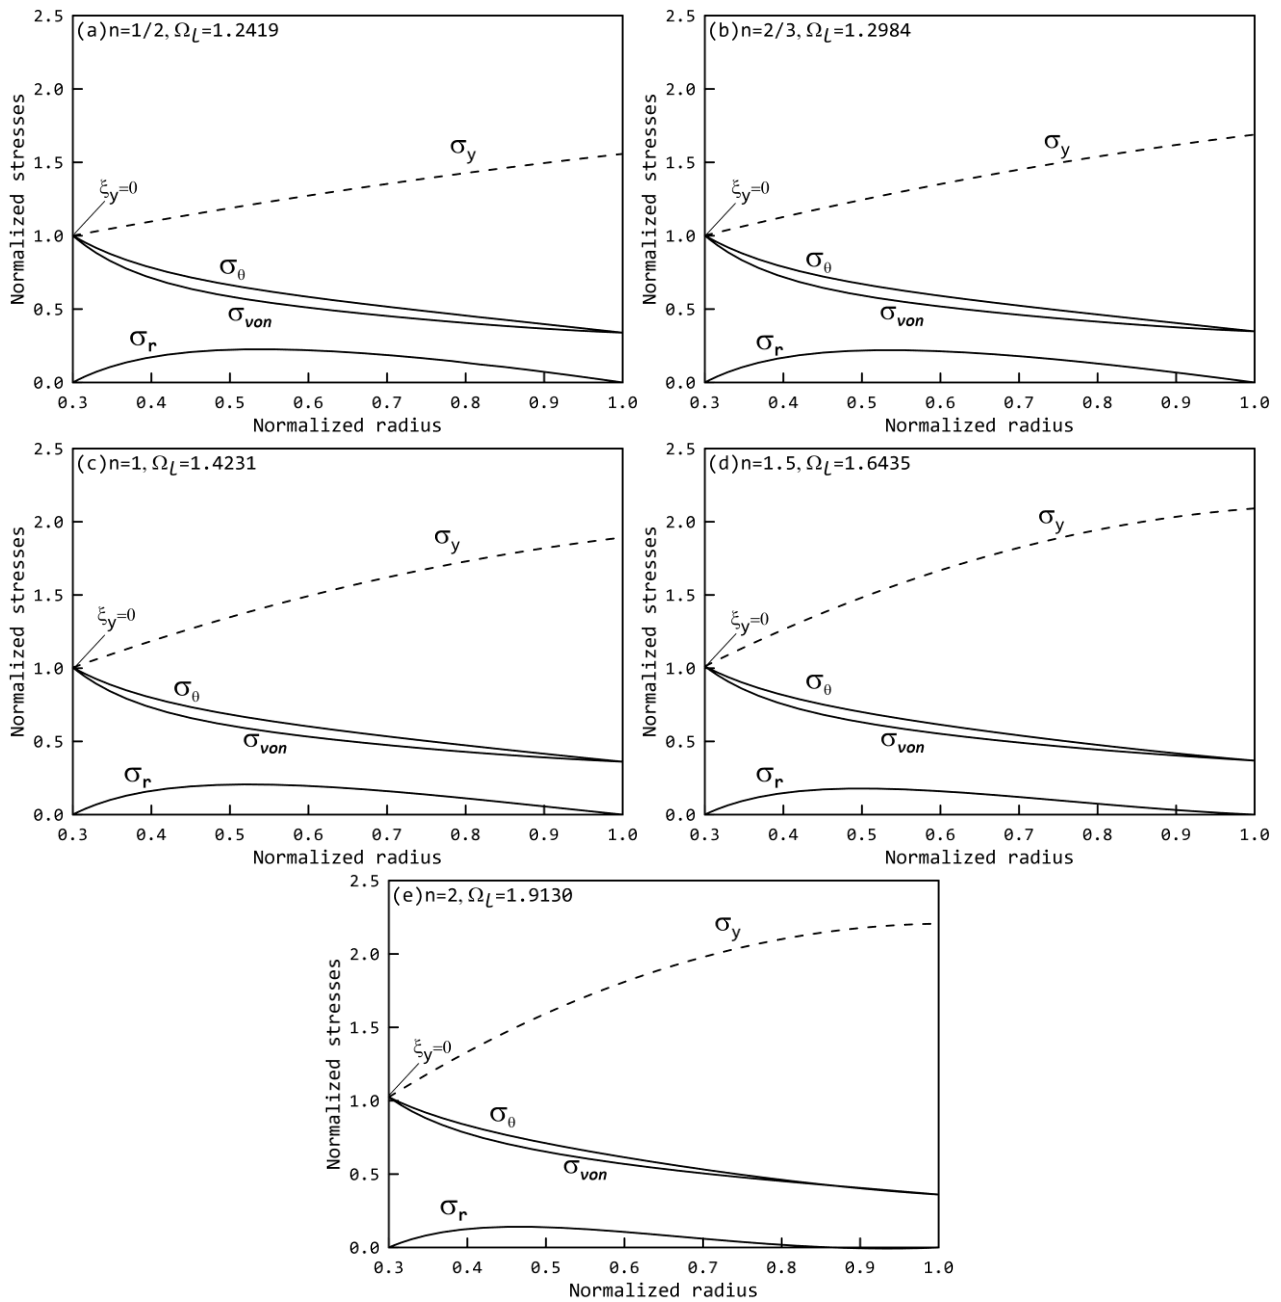 (a)n=1/2, Ω_l=1.2419
2.5
2.0
1.5
1.0
0.5
0.0
Normalized stresses
σ_y
ξ_y=0
σ_θ
σ_von
σ_r
0.3 0.4 0.5 0.6 0.7 0.8 0.9 1.0
Normalized radius
(b)n=2/3, Ω_l=1.2984
2.5
2.0
1.5
1.0
0.5
0.0
Normalized stresses
σ_y
ξ_y=0
σ_θ
σ_von
σ_r
0.3 0.4 0.5 0.6 0.7 0.8 0.9 1.0
Normalized radius
(c)n=1, Ω_l=1.4231
2.5
2.0
1.5
1.0
0.5
0.0
Normalized stresses
σ_y
ξ_y=0
σ_θ
σ_von
σ_r
0.3 0.4 0.5 0.6 0.7 0.8 0.9 1.0
Normalized radius
(d)n=1.5, Ω_l=1.6435
2.5
2.0
1.5
1.0
0.5
0.0
Normalized stresses
σ_y
ξ_y=0
σ_θ
σ_von
σ_r
0.3 0.4 0.5 0.6 0.7 0.8 0.9 1.0
Normalized radius
(e)n=2, Ω_l=1.9130
2.5
2.0
1.5
1.0
0.5
0.0
Normalized stresses
σ_y
ξ_y=0
σ_θ
σ_von
σ_r
0.3 0.4 0.5 0.6 0.7 0.8 0.9 1.0
Normalized radius